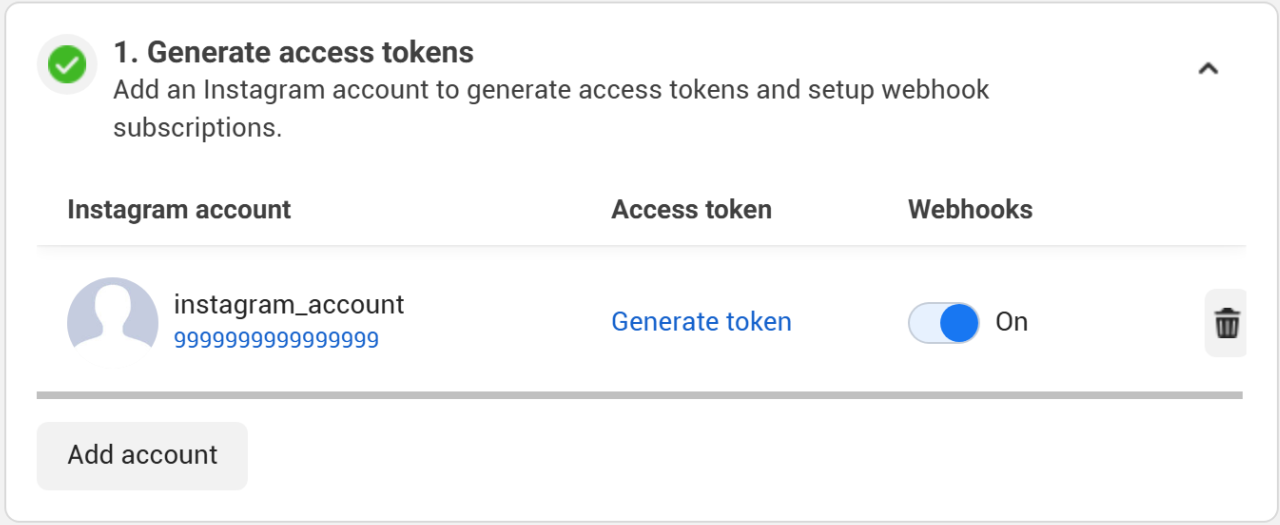 1. Generate access tokens
Add an Instagram account to generate access tokens and setup webhook
subscriptions.
Instagram account Access token Webhooks
instagram_account
9999999999999999
Generate token
On
Add account